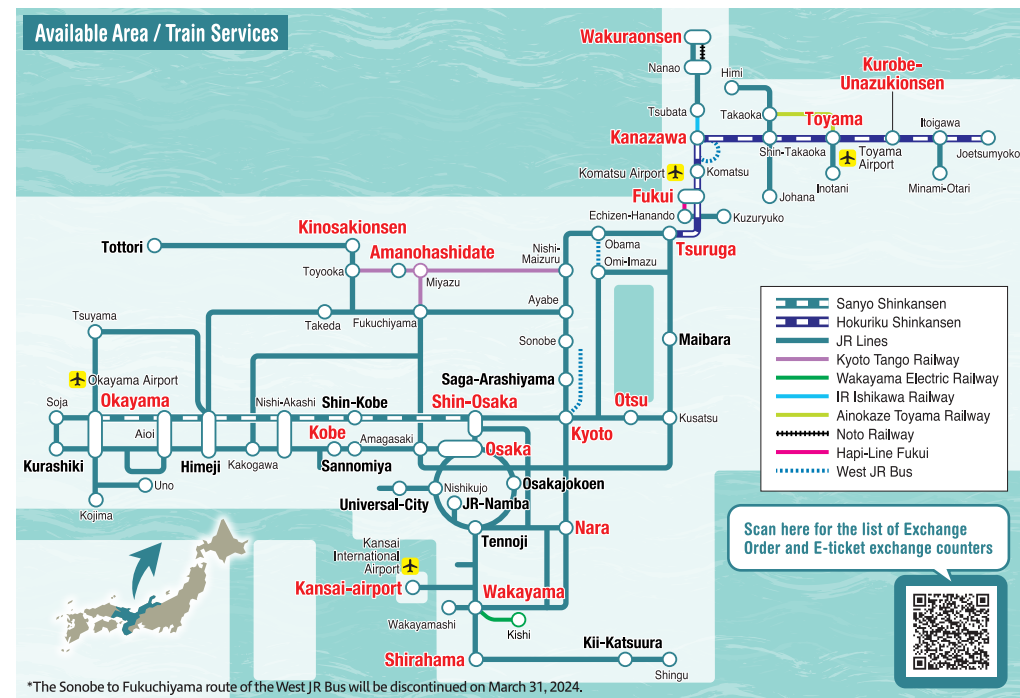 Available Area / Train Services
Wakuraonsen
Nanao
Tsubata
Kanazawa
Himi
Takaoka
Toyama
Kurobe-
Unazukionsen
Itoigawa
Shin-Takaoka
Toyama
Airport
Joetsumyoko
Komatsu Airport
Komatsu
Johana
Inotani
Minami-Otari
Fukui
Echizen-Hanando
Kuzuryuko
Tsuruga
Obama
Omi-Imazu
Nishi-
Maizuru
Kinosakionsen
Tottori
Amanohashidate
Toyooka
Miyazu
Ayabe
Takeda
Fukuchiyama
Tsuyama
Sonobe
Maibara
Saga-Arashiyama
Okayama Airport
Soja
Okayama
Nishi-Akashi
Shin-Kobe
Shin-Osaka
Otsu
Kyoto
Kusatsu
Aioi
Kobe
Amagasaki
Osaka
Kurashiki
Himeji
Kakogawa
Sannomiya
Uno
Kojima
Universal-City
Nishikujo
JR-Namba
Osakajokoen
Tennoji
Nara
Kansai
International
Airport
Kansai-airport
Wakayama
Wakayamashi
Kishi
Shirahama
Kii-Katsuura
Shingu
Sanyo Shinkansen
Hokuriku Shinkansen
JR Lines
Kyoto Tango Railway
Wakayama Electric Railway
IR Ishikawa Railway
Ainokaze Toyama Railway
Noto Railway
Hapi-Line Fukui
West JR Bus
Scan here for the list of Exchange
Order and E-ticket exchange counters
*The Sonobe to Fukuchiyama route of the West JR Bus will be discontinued on March 31, 2024.